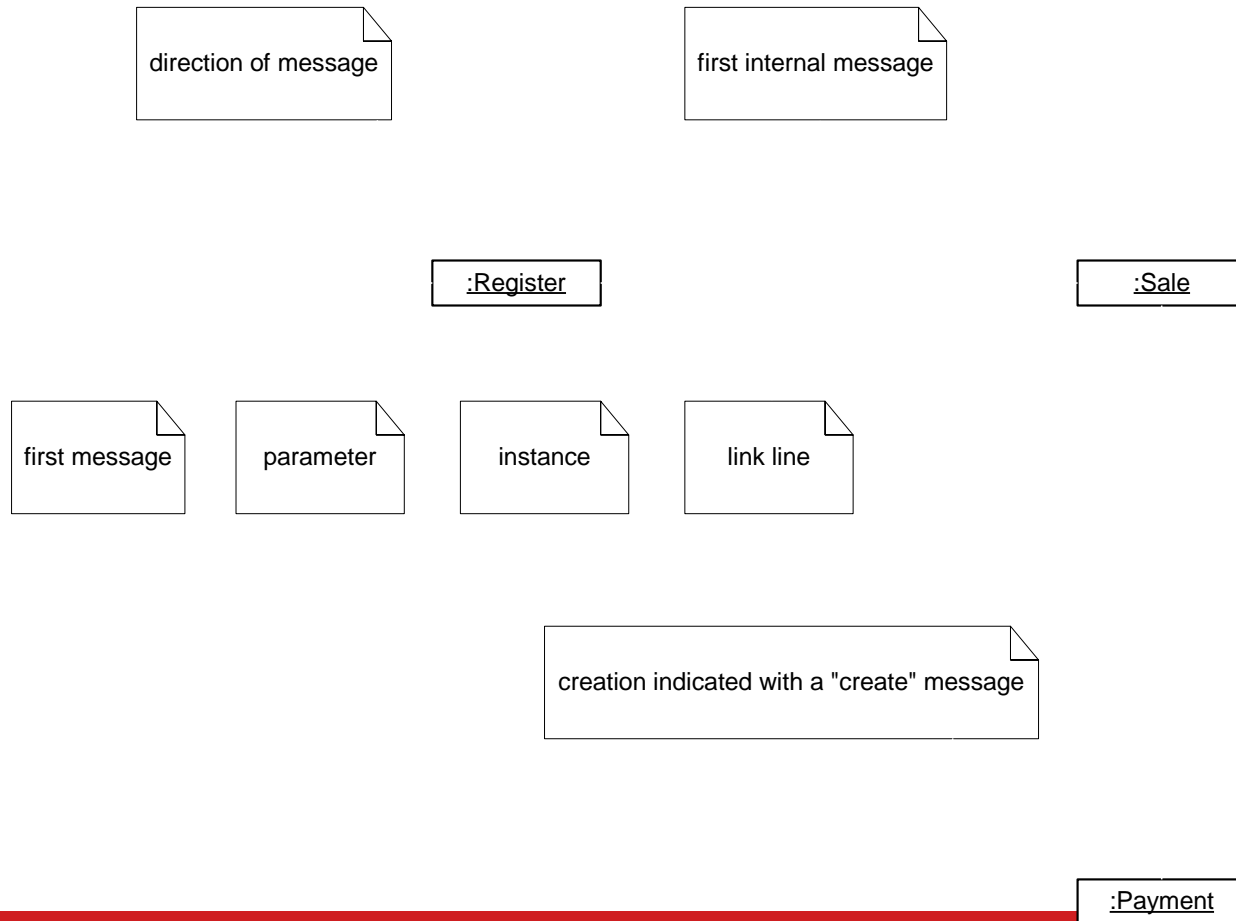 direction of message
first internal message
:Register
:Sale
first message
parameter
instance
link line
creation indicated with a "create" message
:Payment